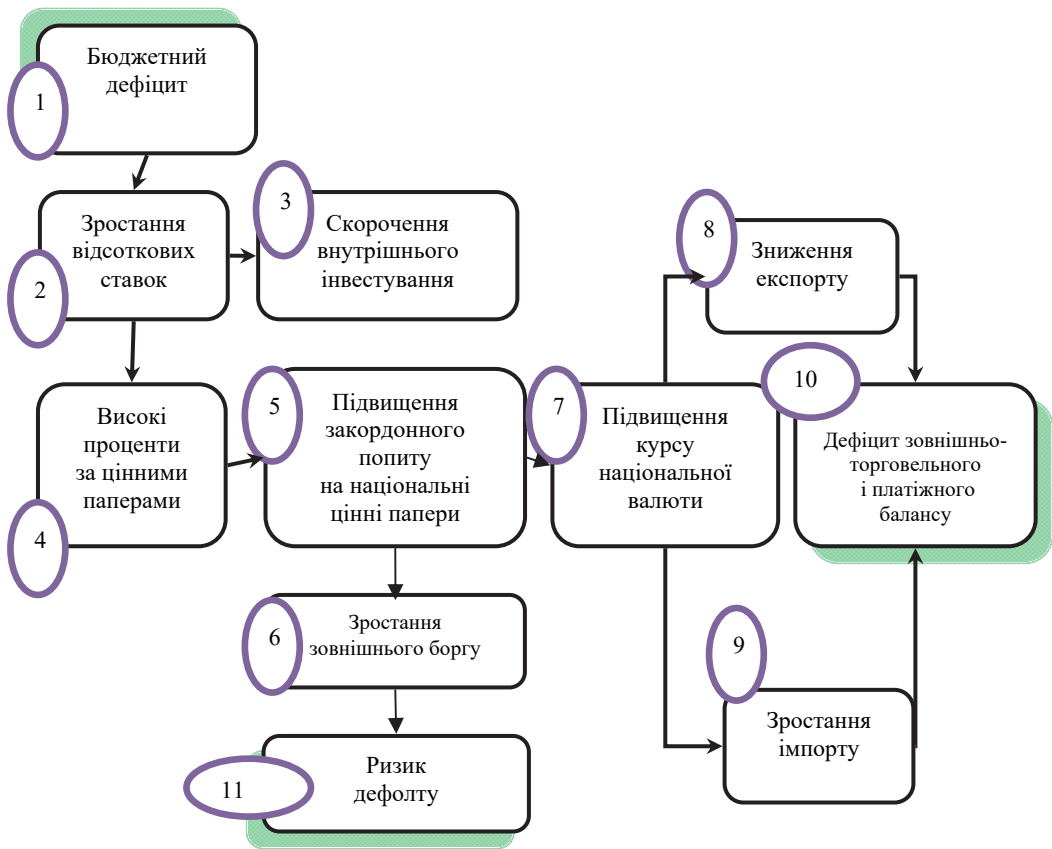 1
Бюджетний
дефіцит
2
Зростання
відсоткових
ставок
3
Скорочення
внутрішнього
інвестування
4
Високі
проценти
за цінними
паперами
5
Підвищення
закордонного
попиту
на національні
цінні папери
6
Зростання
зовнішнього боргу
7
Підвищення
курсу
національної
валюти
8
Зниження
експорту
9
Зростання
імпорту
10
Дефіцит зовнішньо-
торговельного
і платіжного
балансу
11
Ризик
дефолту